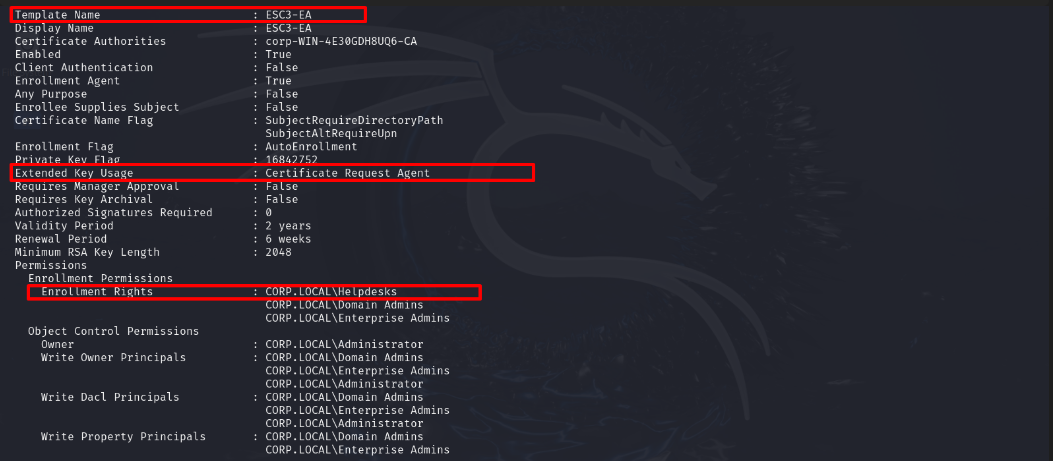 Template Name : ESC3-EA
Display Name : ESC3-EA
Certificate Authorities : corp-WIN-4E30GDH8UQ6-CA
Enabled : True
Client Authentication : False
Enrollment Agent : True
Any Purpose : False
Enrollee Supplies Subject : False
Certificate Name Flag : SubjectRequireDirectoryPath
SubjectAltRequireUpn
Enrollment Flag : AutoEnrollment
Private Key Flag : 16842752
Extended Key Usage : Certificate Request Agent
Requires Manager Approval : False
Requires Key Archival : False
Authorized Signatures Required : 0
Validity Period : 2 years
Renewal Period : 6 weeks
Minimum RSA Key Length : 2048
Permissions
Enrollment Permissions
Enrollment Rights : CORP.LOCAL\Helpdesks
CORP.LOCAL\Domain Admins
CORP.LOCAL\Enterprise Admins
Object Control Permissions
Owner : CORP.LOCAL\Administrator
Write Owner Principals : CORP.LOCAL\Domain Admins
CORP.LOCAL\Enterprise Admins
CORP.LOCAL\Administrator
Write Dacl Principals : CORP.LOCAL\Domain Admins
CORP.LOCAL\Enterprise Admins
CORP.LOCAL\Administrator
Write Property Principals : CORP.LOCAL\Domain Admins
CORP.LOCAL\Enterprise Admins